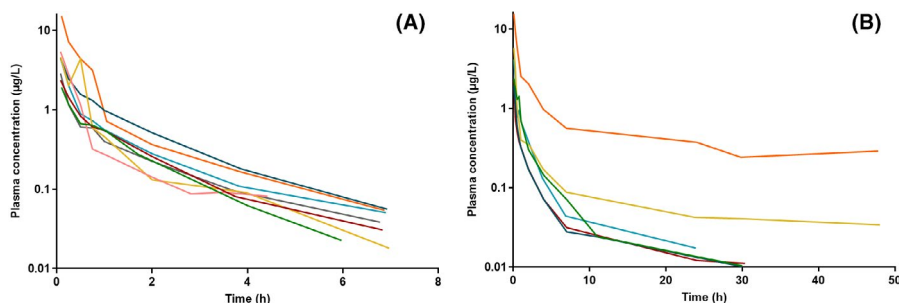 (A)
Plasma concentration (µg/L)
10
1
0.1
0.01
0 2 4 6 8
Time (h)
(B)
Plasma concentration (µg/L)
10
1
0.1
0.01
0 10 20 30 40 50
Time (h)